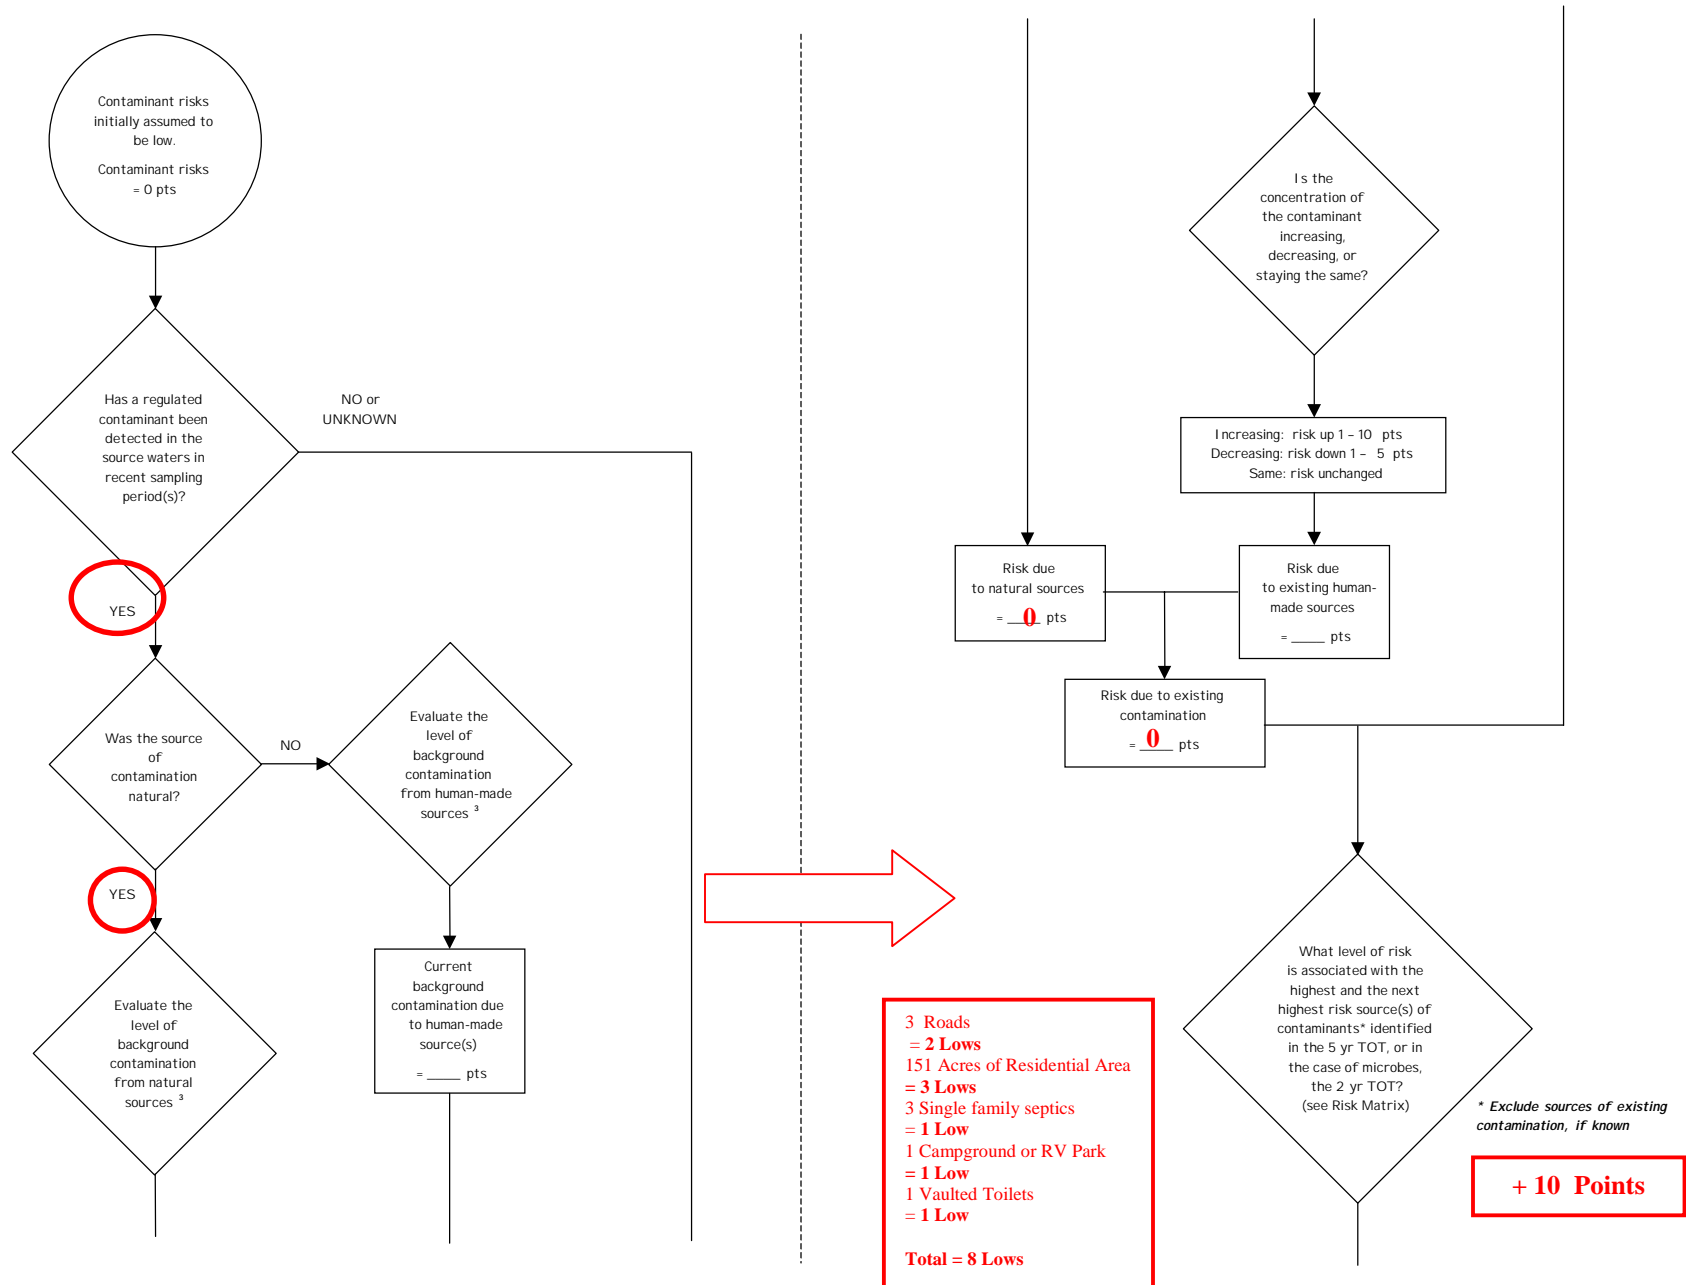 Contaminant risks
initially assumed to
be low.
Contaminant risks
= 0 pts
Has a regulated
contaminant been
detected in the
source waters in
recent sampling
period(s)?
NO or
UNKNOWN
YES
Was the source
of
contamination
natural?
NO
Evaluate the
level of
background
contamination
from human-made
sources ³
YES
Evaluate the
level of
background
contamination
from natural
sources ³
Current
background
contamination due
to human-made
source(s)
= _____ pts
Is the
concentration of
the contaminant
increasing,
decreasing, or
staying the same?
Increasing: risk up 1 – 10 pts
Decreasing: risk down 1 – 5 pts
Same: risk unchanged
Risk due
to natural sources
= __0__ pts
Risk due
to existing human-
made sources
= _____ pts
Risk due to existing
contamination
= __0__ pts
What level of risk
is associated with the
highest and the next
highest risk source(s) of
contaminants* identified
in the 5 yr TOT, or in
the case of microbes,
the 2 yr TOT?
(see Risk Matrix)
* Exclude sources of existing
contamination, if known
+ 10 Points
3 Roads
= 2 Lows
151 Acres of Residential Area
= 3 Lows
3 Single family septics
= 1 Low
1 Campground or RV Park
= 1 Low
1 Vaulted Toilets
= 1 Low
Total = 8 Lows